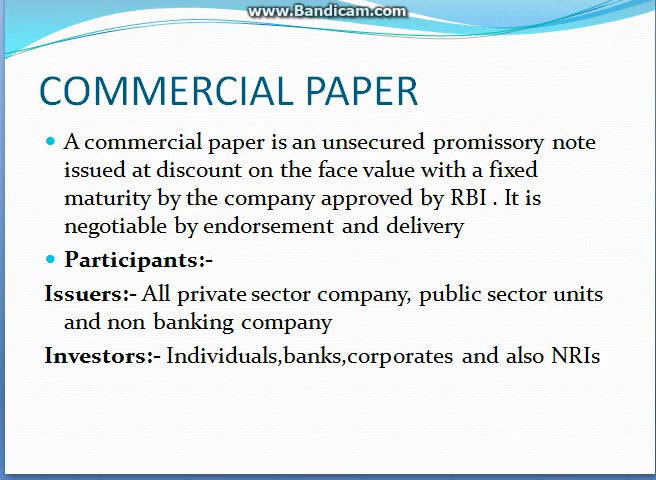 www.Bandicam.com
COMMERCIAL PAPER
A commercial paper is an unsecured promissory note
issued at discount on the face value with a fixed
maturity by the company approved by RBI . It is
negotiable by endorsement and delivery
Participants:-
Issuers:- All private sector company, public sector units
and non banking company
Investors:- Individuals,banks,corporates and also NRIs